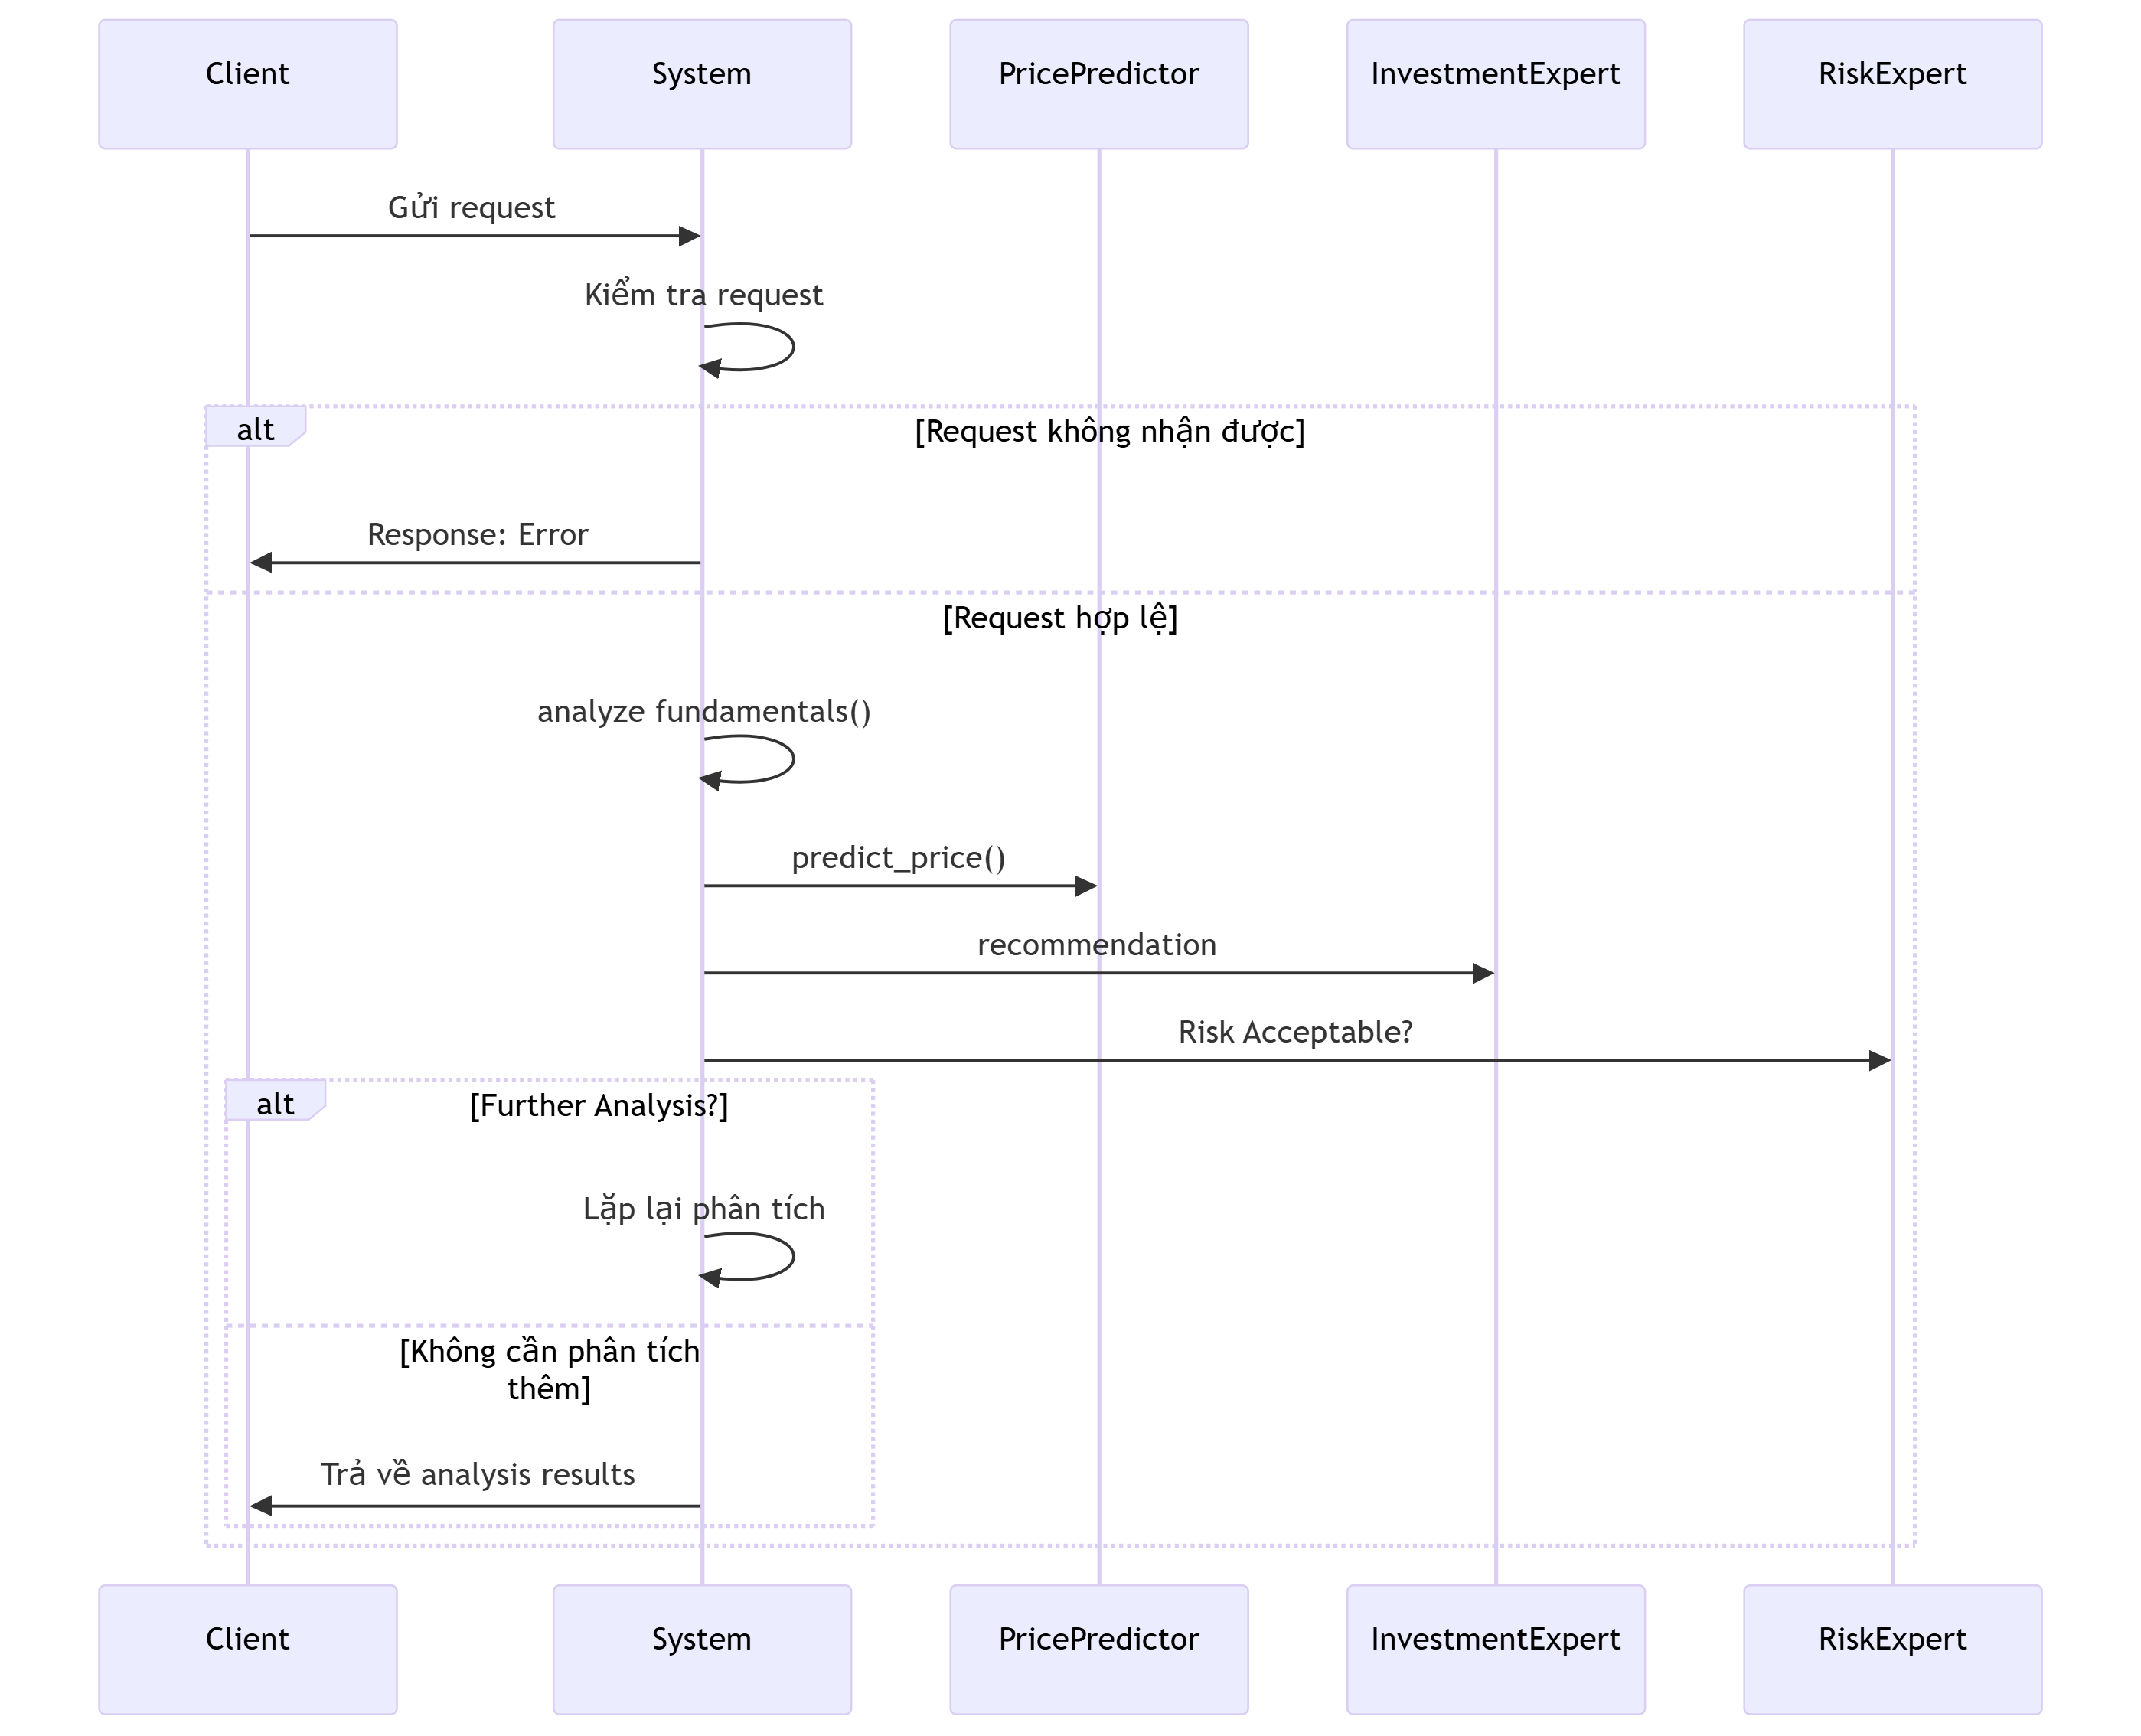 Client
System
PricePredictor
InvestmentExpert
RiskExpert
Gửi request
Kiểm tra request
alt
[Request không nhận được]
Response: Error
[Request hợp lệ]
analyze fundamentals()
predict_price()
recommendation
Risk Acceptable?
alt
[Further Analysis?]
Lặp lại phân tích
[Không cần phân tích
thêm]
Trả về analysis results
Client
System
PricePredictor
InvestmentExpert
RiskExpert